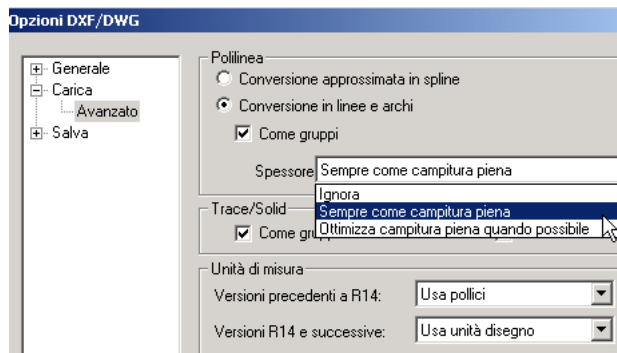 Opzioni DXF/DWG
Generale
Carica
Avanzato
Salva
Polilinea
Conversione approssimata in spline
Conversione in linee e archi
Come gruppi
Spessore Sempre come campitura piena
Ignora
Sempre come campitura piena
Ottimizza campitura piena quando possibile
Trace/Solid
Come
Unità di misura
Versioni precedenti a R14: Usa pollici
Versioni R14 e successive: Usa unità disegno